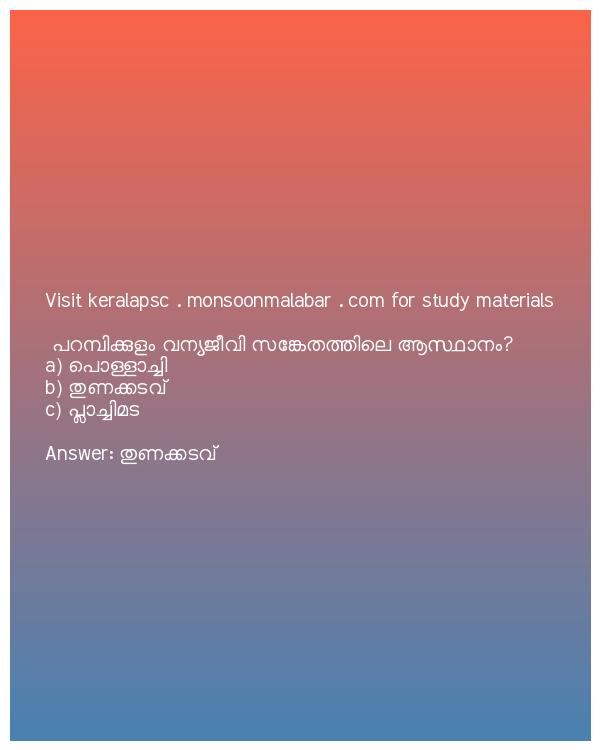 Visit keralapsc . monsoonmalabar . com for study materials
പറമ്പിക്കുളം വന്യജീവി സങ്കേതത്തിലെ ആസ്ഥാനം?
a) പൊള്ളാച്ചി
b) തുണക്കടവ്
c) പ്ലാച്ചിമട
Answer: തുണക്കടവ്